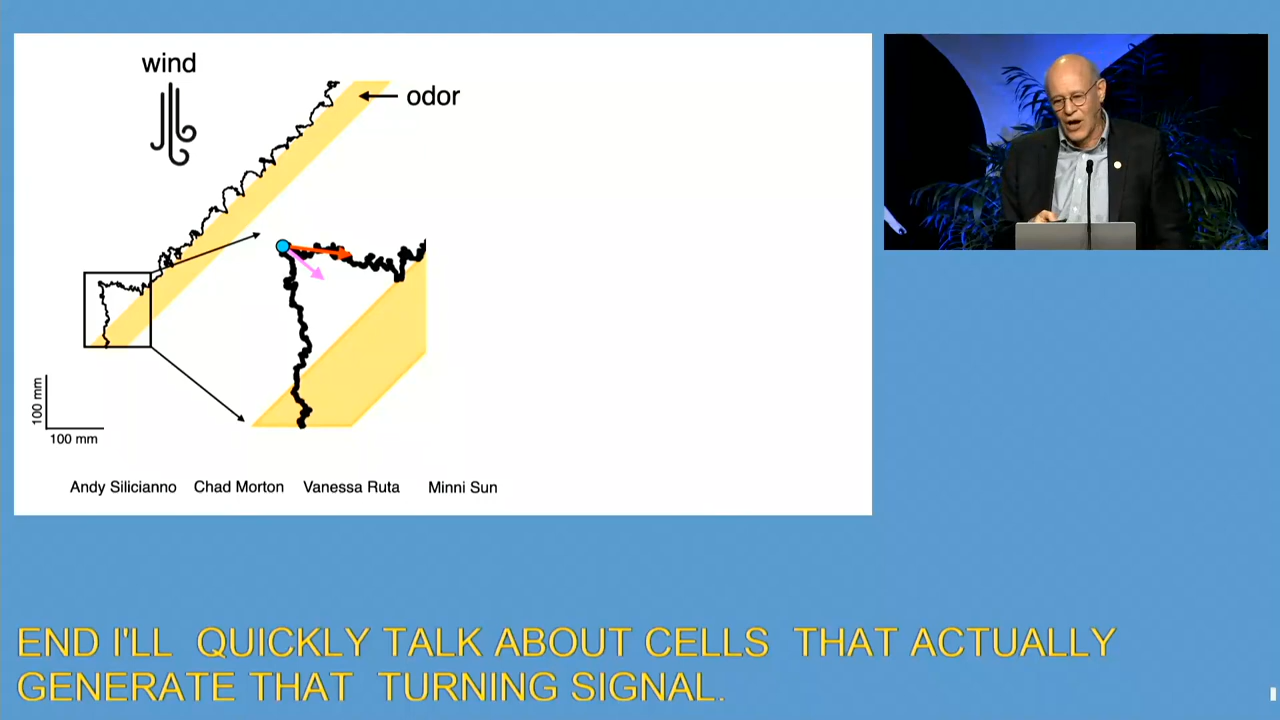 wind
odor
100 mm
100 mm
Andy Silicianno Chad Morton Vanessa Ruta Minni Sun
END I'LL QUICKLY TALK ABOUT CELLS THAT ACTUALLY
GENERATE THAT TURNING SIGNAL.